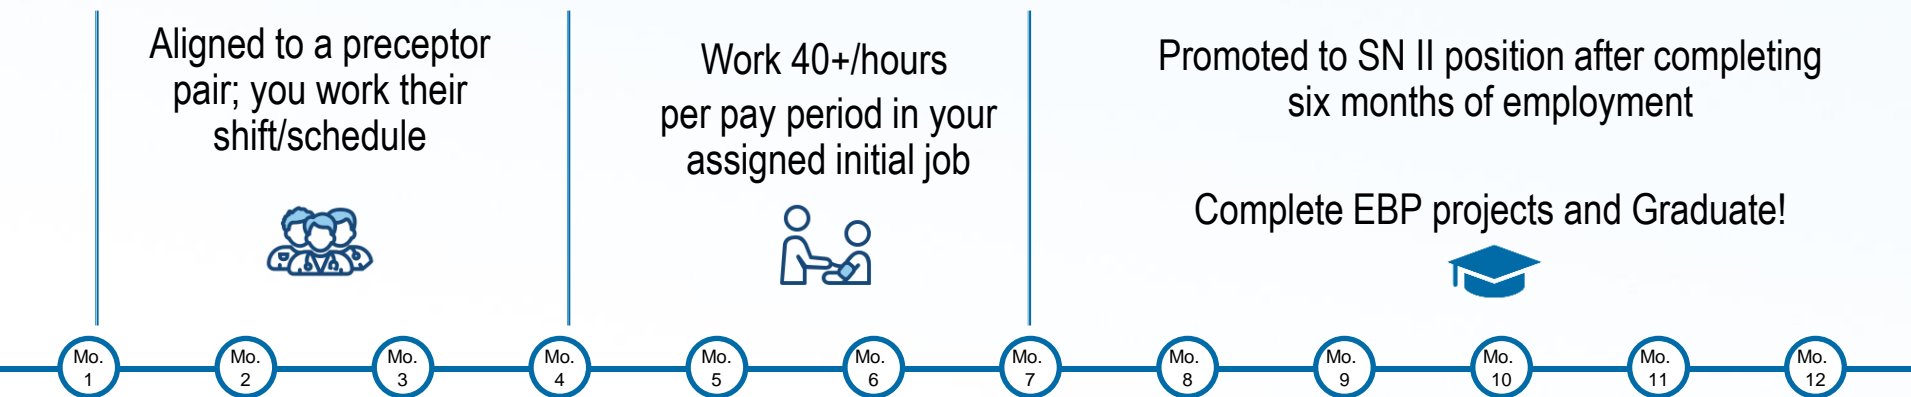 Aligned to a preceptor
pair; you work their
shift/schedule
Work 40+/hours
per pay period in your
assigned initial job
Promoted to SN II position after completing
six months of employment
Complete EBP projects and Graduate!
Mo.
1
Mo.
2
Mo.
3
Mo.
4
Mo.
5
Mo.
6
Mo.
7
Mo.
8
Mo.
9
Mo.
10
Mo.
11
Mo.
12